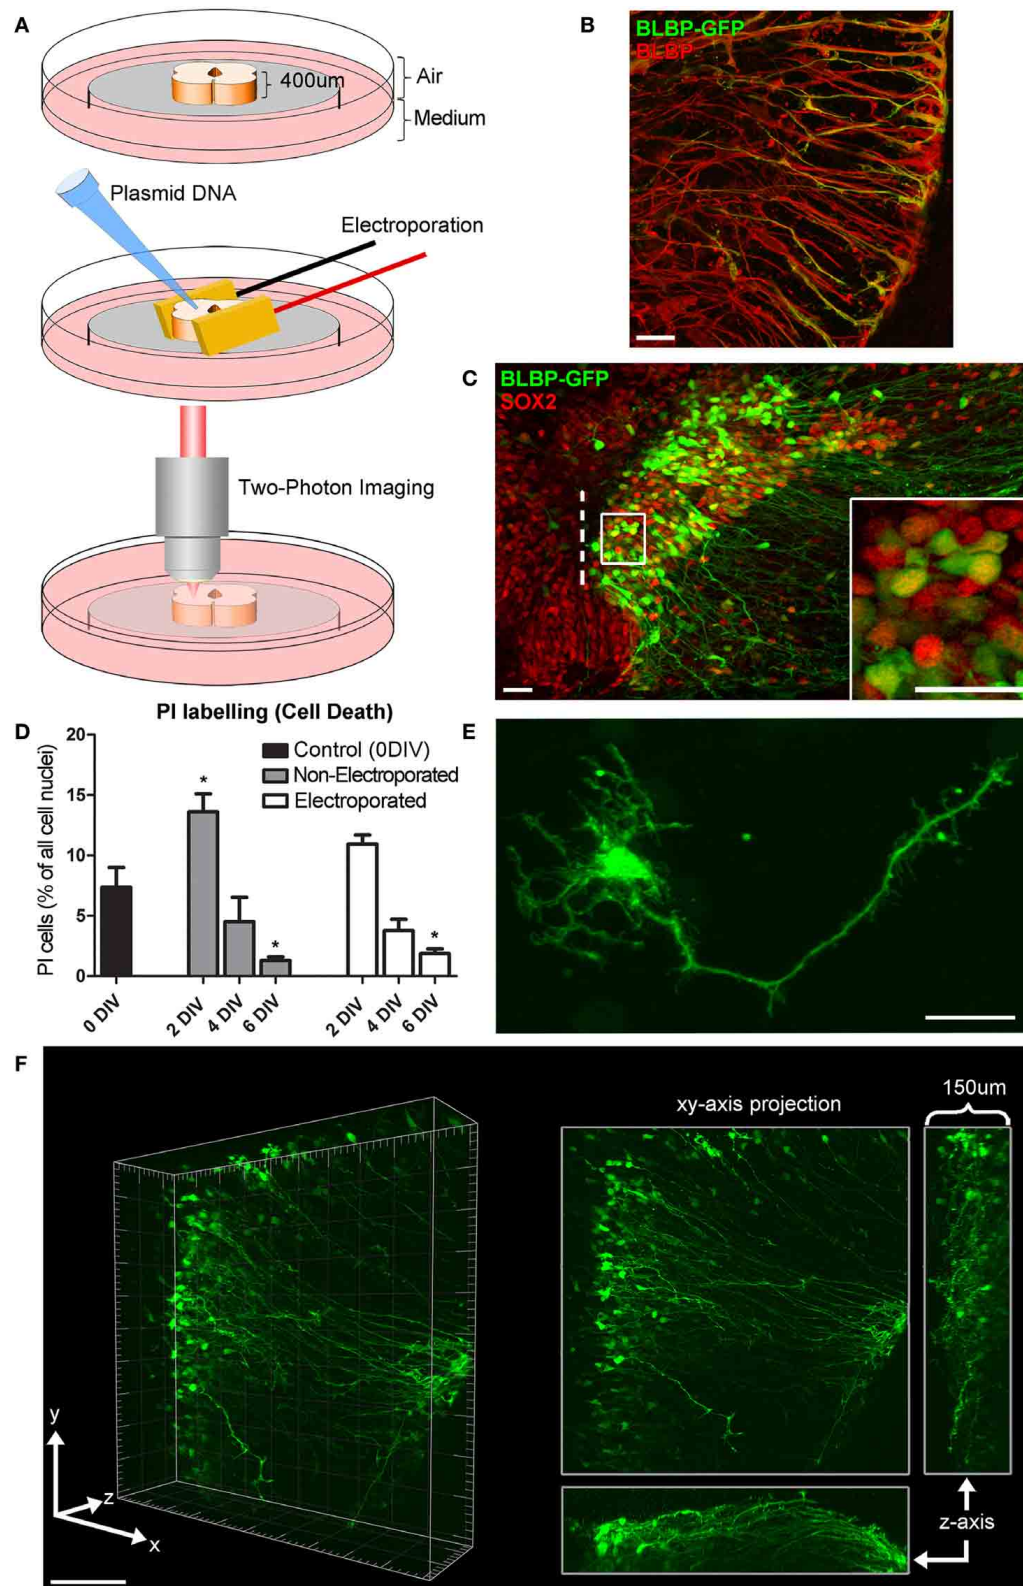 A
400um
Air
Medium
Plasmid DNA
Electroporation
Two-Photon Imaging
B
BLBP-GFP
BLBP
C
BLBP-GFP
SOX2
D
PI labelling (Cell Death)
PI cells (% of all cell nuclei)
20
15
10
5
0
Control (0DIV)
Non-Electroporated
Electroporated
*
*
*
0 DIV
2 DIV
4 DIV
6 DIV
2 DIV
4 DIV
6 DIV
E
F
y
z
x
xy-axis projection
150um
z-axis